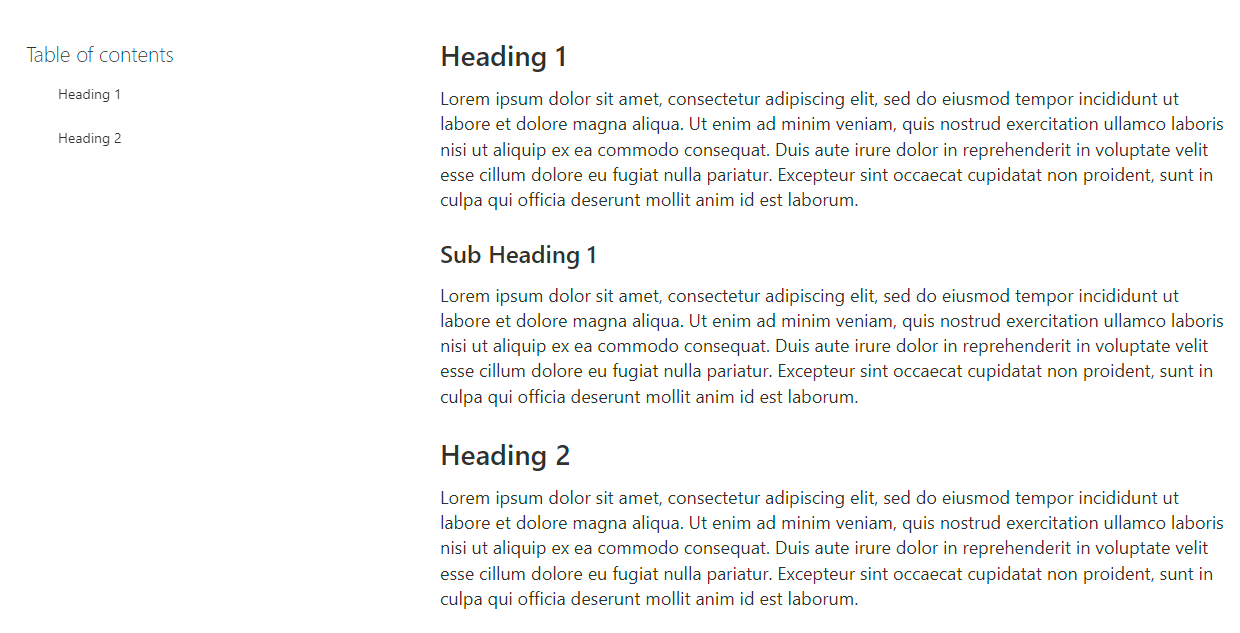 Table of contents
Heading 1
Heading 2
Heading 1
Lorem ipsum dolor sit amet, consectetur adipiscing elit, sed do eiusmod tempor incididunt ut
labore et dolore magna aliqua. Ut enim ad minim veniam, quis nostrud exercitation ullamco laboris
nisi ut aliquip ex ea commodo consequat. Duis aute irure dolor in reprehenderit in voluptate velit
esse cillum dolore eu fugiat nulla pariatur. Excepteur sint occaecat cupidatat non proident, sunt in
culpa qui officia deserunt mollit anim id est laborum.
Sub Heading 1
Lorem ipsum dolor sit amet, consectetur adipiscing elit, sed do eiusmod tempor incididunt ut
labore et dolore magna aliqua. Ut enim ad minim veniam, quis nostrud exercitation ullamco laboris
nisi ut aliquip ex ea commodo consequat. Duis aute irure dolor in reprehenderit in voluptate velit
esse cillum dolore eu fugiat nulla pariatur. Excepteur sint occaecat cupidatat non proident, sunt in
culpa qui officia deserunt mollit anim id est laborum.
Heading 2
Lorem ipsum dolor sit amet, consectetur adipiscing elit, sed do eiusmod tempor incididunt ut
labore et dolore magna aliqua. Ut enim ad minim veniam, quis nostrud exercitation ullamco laboris
nisi ut aliquip ex ea commodo consequat. Duis aute irure dolor in reprehenderit in voluptate velit
esse cillum dolore eu fugiat nulla pariatur. Excepteur sint occaecat cupidatat non proident, sunt in
culpa qui officia deserunt mollit anim id est laborum.